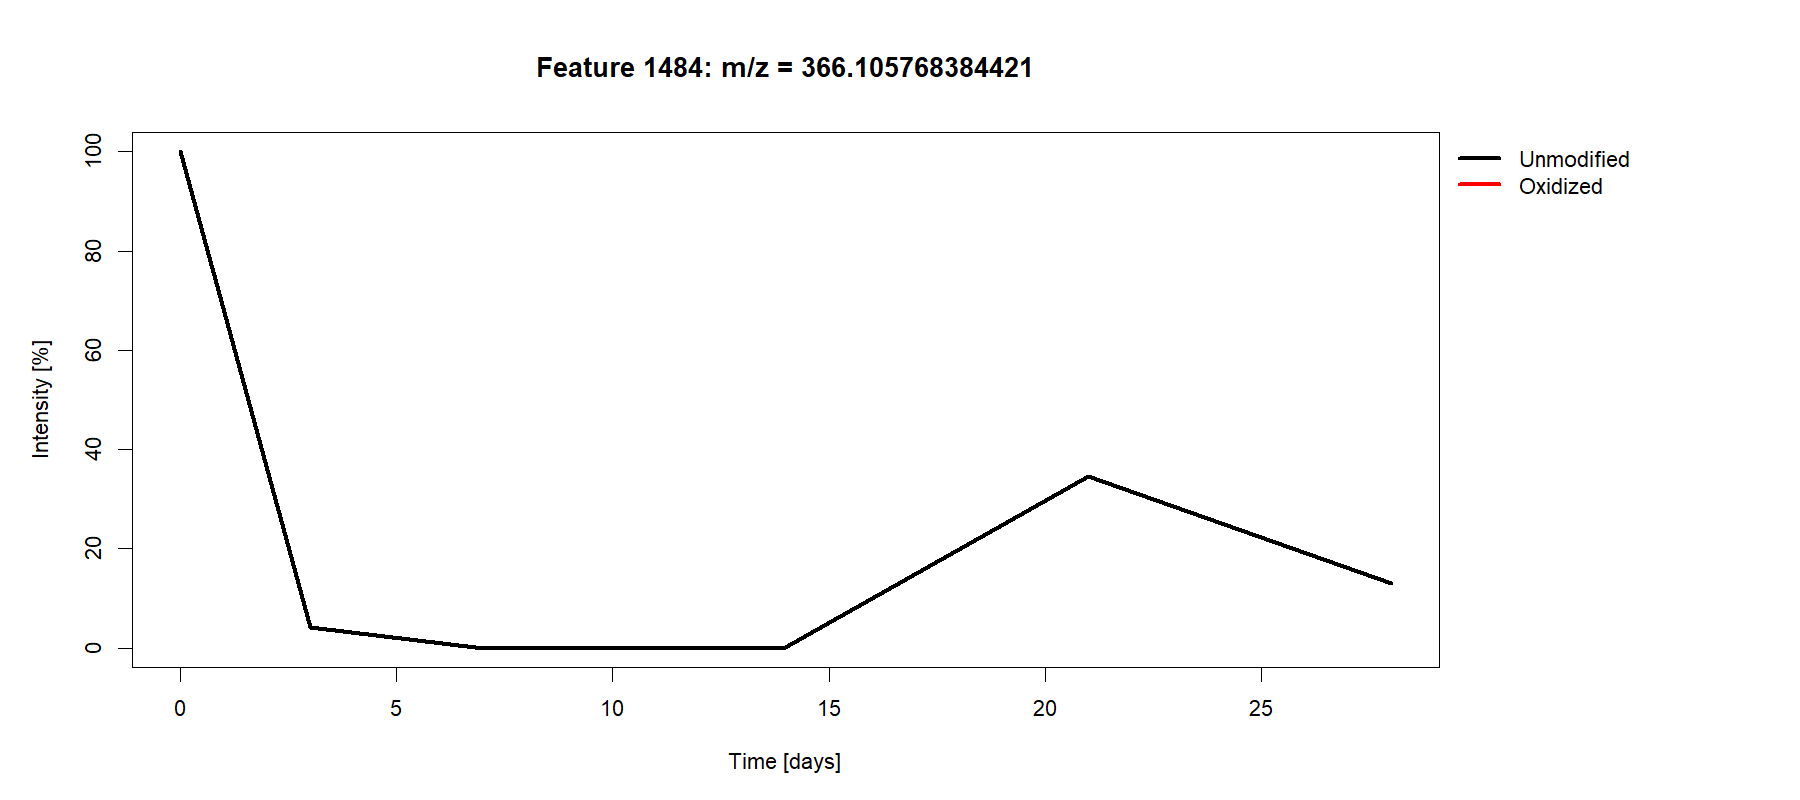 Feature 1484: m/z = 366.105768384421
Unmodified
Oxidized
Intensity [%]
100
80
60
40
20
0
0 5 10 15 20 25
Time [days]